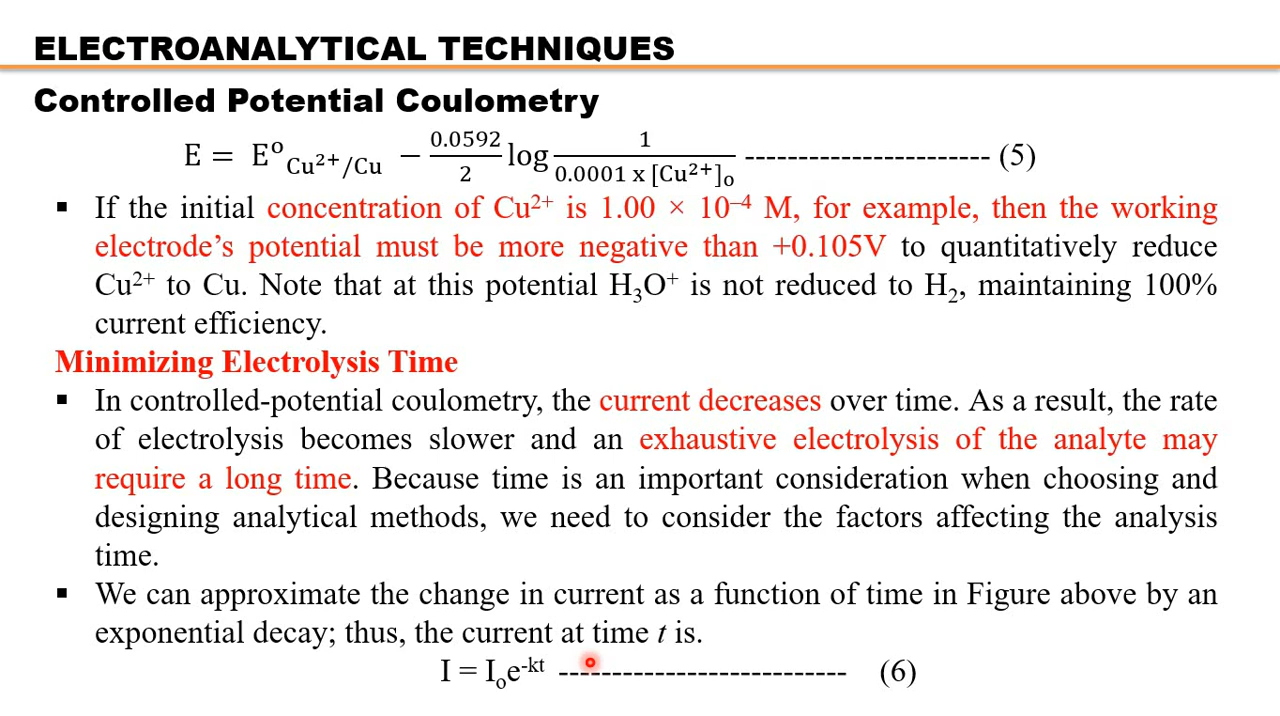 ELECTROANALYTICAL TECHNIQUES
Controlled Potential Coulometry
E = E°Cu²⁺/Cu − 0.0592/2 log 1/(0.0001 x [Cu²⁺]ₒ) ----------------------- (5)
▪ If the initial concentration of Cu²⁺ is 1.00 × 10⁻⁴ M, for example, then the working
electrode’s potential must be more negative than +0.105V to quantitatively reduce
Cu²⁺ to Cu. Note that at this potential H₃O⁺ is not reduced to H₂, maintaining 100%
current efficiency.
Minimizing Electrolysis Time
▪ In controlled-potential coulometry, the current decreases over time. As a result, the rate
of electrolysis becomes slower and an exhaustive electrolysis of the analyte may
require a long time. Because time is an important consideration when choosing and
designing analytical methods, we need to consider the factors affecting the analysis
time.
▪ We can approximate the change in current as a function of time in Figure above by an
exponential decay; thus, the current at time t is.
I = Iₒe⁻ᵏᵗ --------------------------- (6)